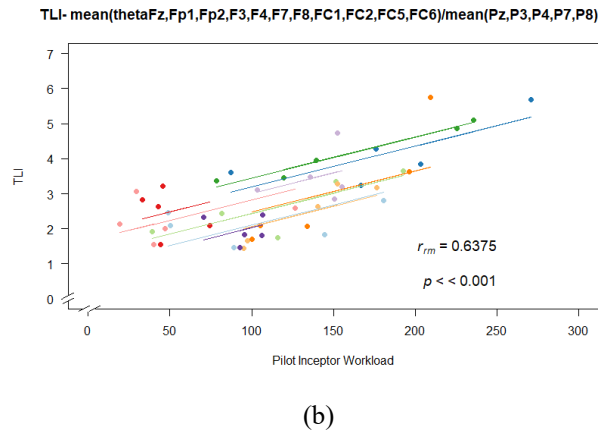 TLI- mean(thetaFz,Fp1,Fp2,F3,F4,F7,F8,FC1,FC2,FC5,FC6)/mean(Pz,P3,P4,P7,P8)
7
6
5
4
3
2
1
0
TLI
r_rm = 0.6375
p << 0.001
0 50 100 150 200 250 300
Pilot Inceptor Workload
(b)